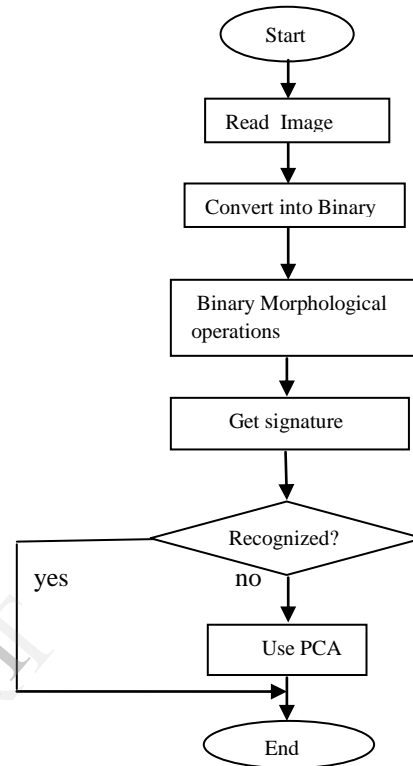 Start
Read Image
Convert into Binary
Binary Morphological
operations
Get signature
Recognized?
yes
no
Use PCA
End